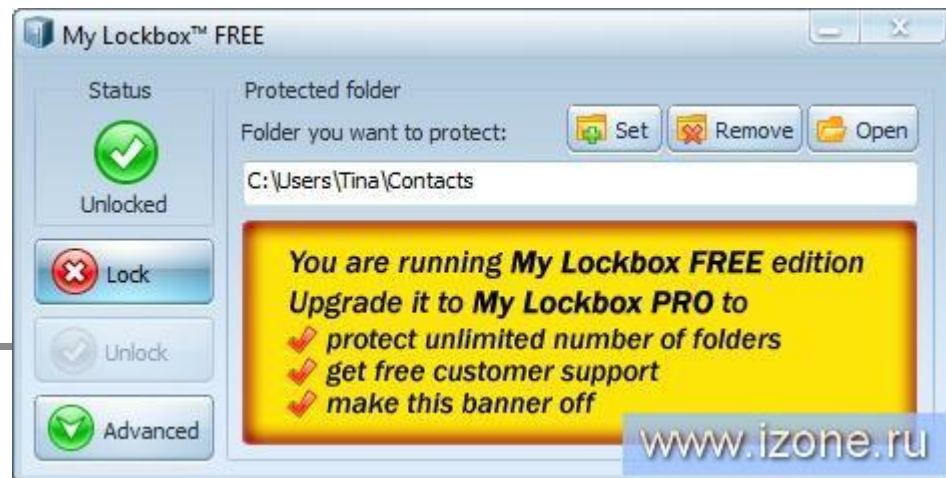 My Lockbox™ FREE
Status
Unlocked
Lock
Unlock
Advanced
Protected folder
Folder you want to protect:
Set
Remove
Open
C:\Users\Tina\Contacts
You are running My Lockbox FREE edition
Upgrade it to My Lockbox PRO to
protect unlimited number of folders
get free customer support
make this banner off
www.izone.ru